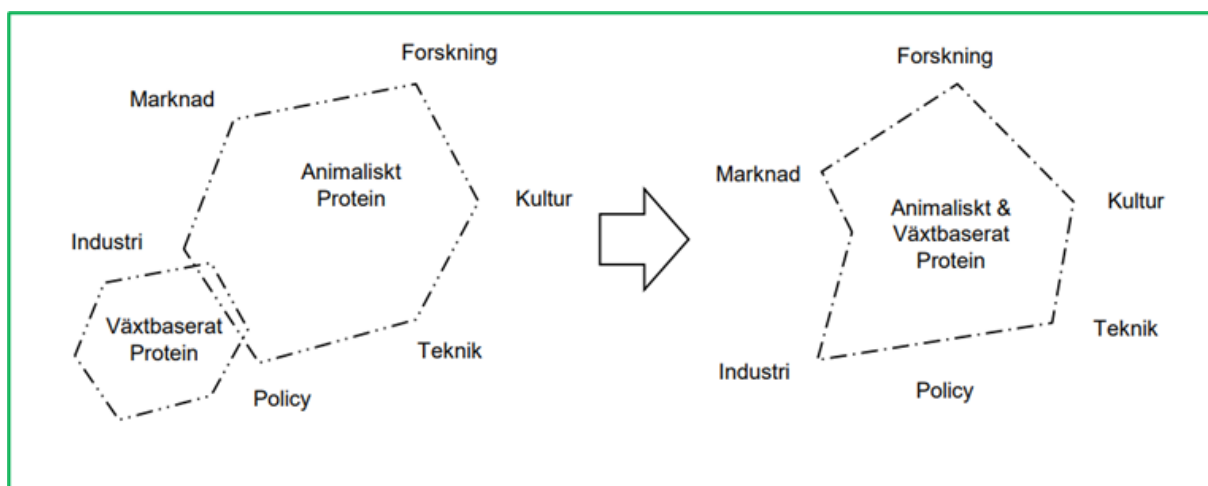 Forskning
Marknad
Animaliskt
Protein
Kultur
Industri
Växtbaserat
Protein
Teknik
Policy
Forskning
Marknad
Kultur
Animaliskt &
Växtbaserat
Protein
Teknik
Industri
Policy